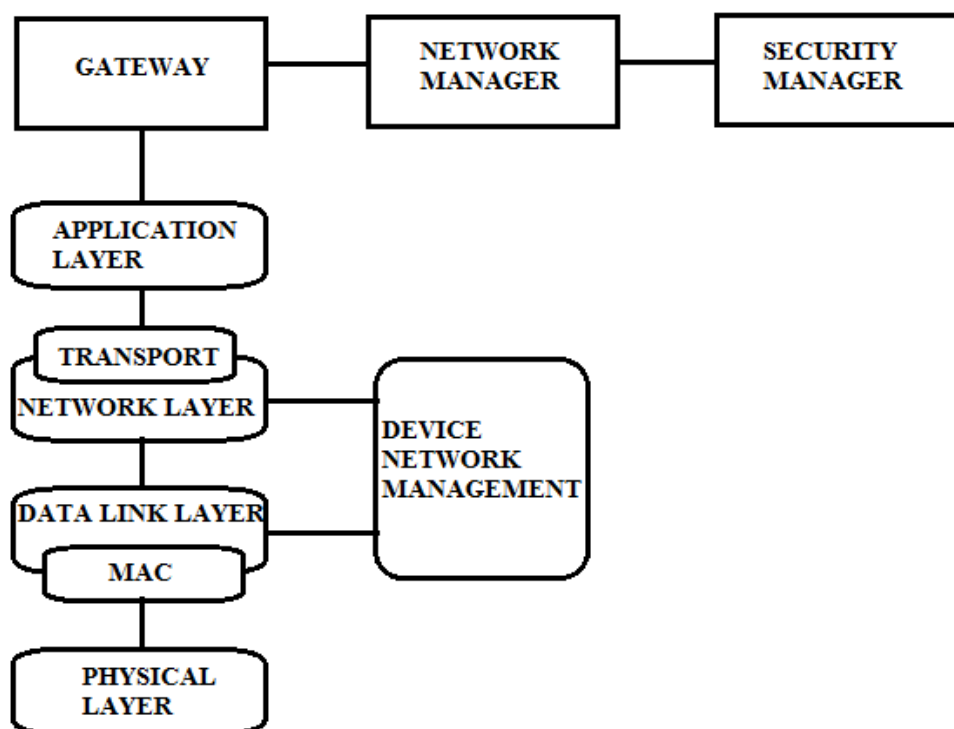 GATEWAY
NETWORK
MANAGER
SECURITY
MANAGER
APPLICATION
LAYER
TRANSPORT
NETWORK LAYER
DEVICE
NETWORK
MANAGEMENT
DATA LINK LAYER
MAC
PHYSICAL
LAYER